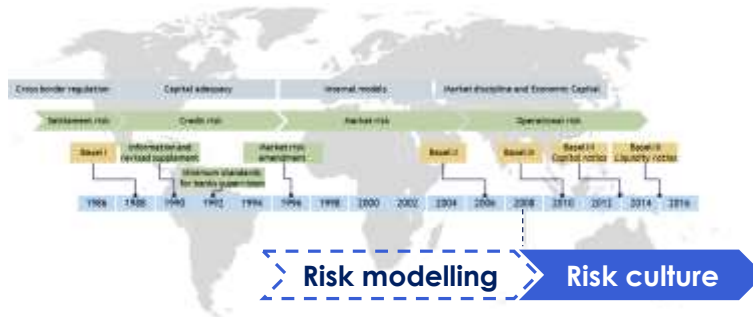 Cross border regulation Capital adequacy Internal models Market discipline and Economic Capital
Settlement risk Credit risk Market risk Operational risk
Basel I Information and revised supplement Market risk amendment Basel II Basel III Basel III Capital ratios Basel III Liquidity ratios
Minimum standards for banks supervision
1986 1988 1990 1992 1994 1996 1998 2000 2002 2004 2006 2008 2010 2012 2014 2016
Risk modelling Risk culture